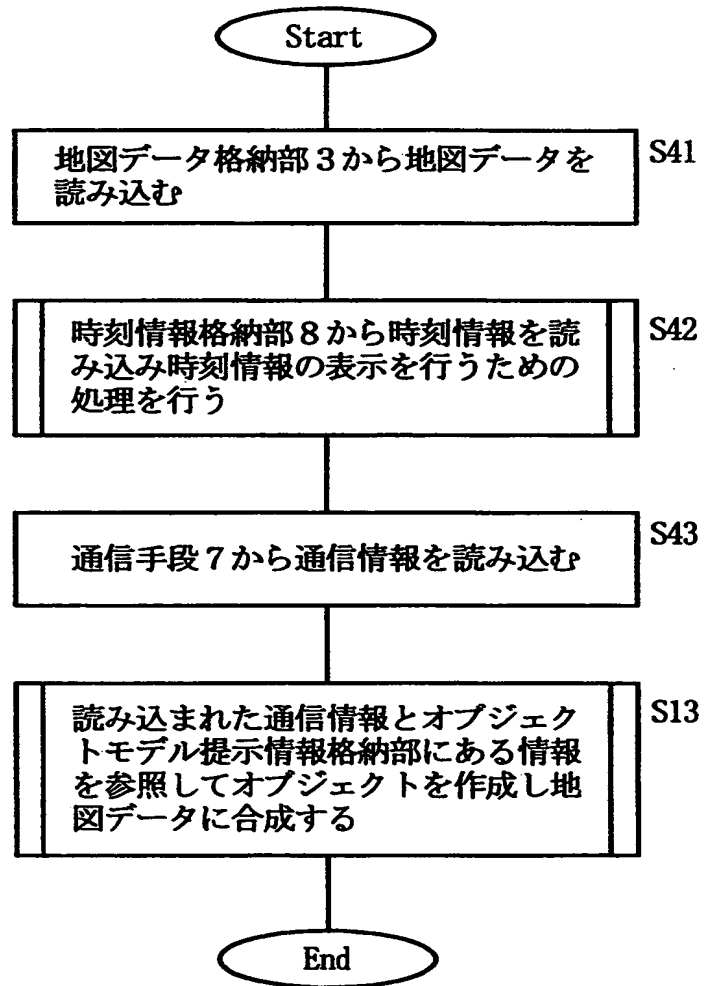 Start
地図データ格納部3から地図データを
読み込む
S41
時刻情報格納部8から時刻情報を読
み込み時刻情報の表示を行うための
処理を行う
S42
通信手段7から通信情報を読み込む
S43
読み込まれた通信情報とオブジェク
トモデル提示情報格納部にある情報
を参照してオブジェクトを作成し地
図データに合成する
S13
End